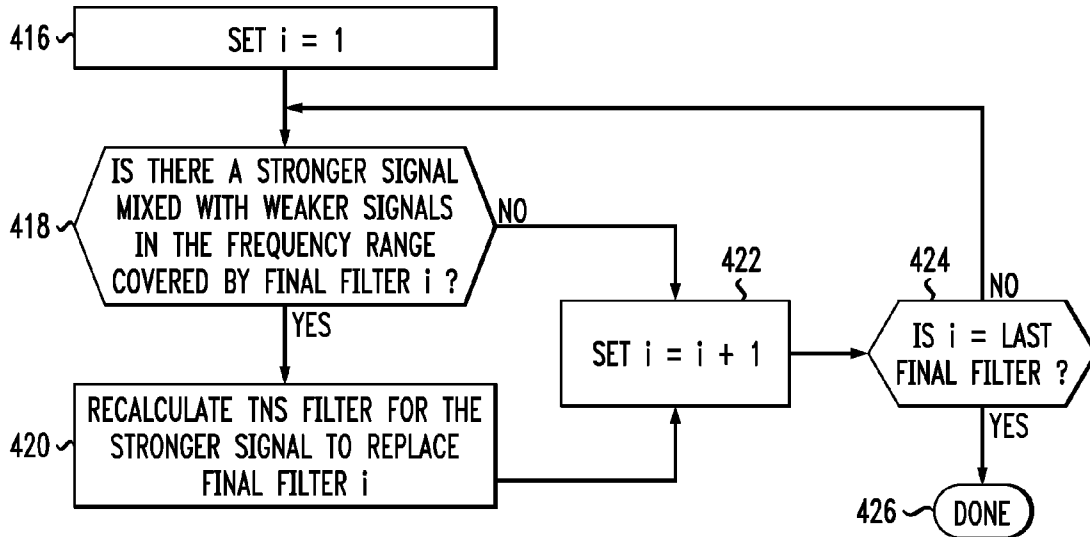 416
SET i = 1
IS THERE A STRONGER SIGNAL
MIXED WITH WEAKER SIGNALS
IN THE FREQUENCY RANGE
COVERED BY FINAL FILTER i ?
418
NO
YES
422
SET i = i + 1
424
NO
IS i = LAST
FINAL FILTER ?
YES
RECALCULATE TNS FILTER FOR THE
STRONGER SIGNAL TO REPLACE
FINAL FILTER i
420
426
DONE